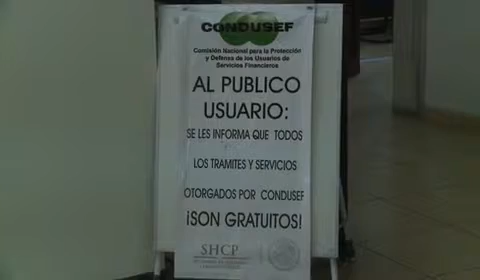 CONDUSEF
Comisión Nacional para la Protección
y Defensa de los Usuarios de
Servicios Financieros
AL PUBLICO
USUARIO:
SE LES INFORMA QUE TODOS
LOS TRAMITES Y SERVICIOS
OTORGADOS POR CONDUSEF
¡SON GRATUITOS!
SHCP